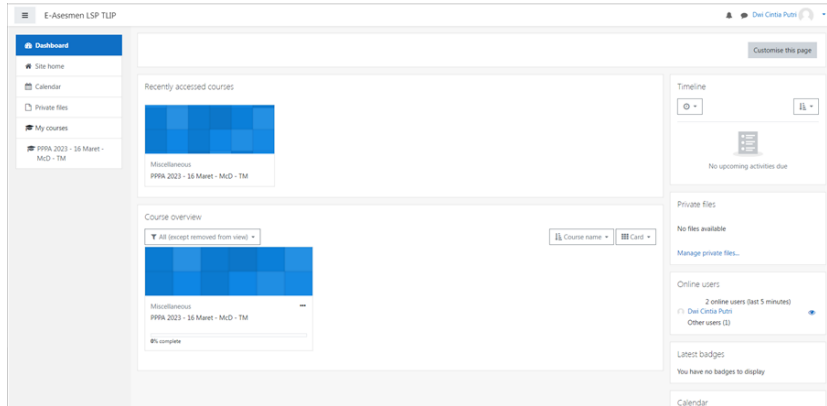 E-Asesmen LSP TLIP
Dwi Cintia Putri
Dashboard
Site home
Calendar
Private files
My courses
PPPA 2023 - 16 Maret -
McD - TM
Customise this page
Recently accessed courses
Miscellaneous
PPPA 2023 - 16 Maret - McD - TM
Course overview
All (except removed from view)
Course name
Card
Miscellaneous
PPPA 2023 - 16 Maret - McD - TM
0% complete
Timeline
No upcoming activities due
Private files
No files available
Manage private files...
Online users
2 online users (last 5 minutes)
Dwi Cintia Putri
Other users (1)
Latest badges
You have no badges to display
Calendar